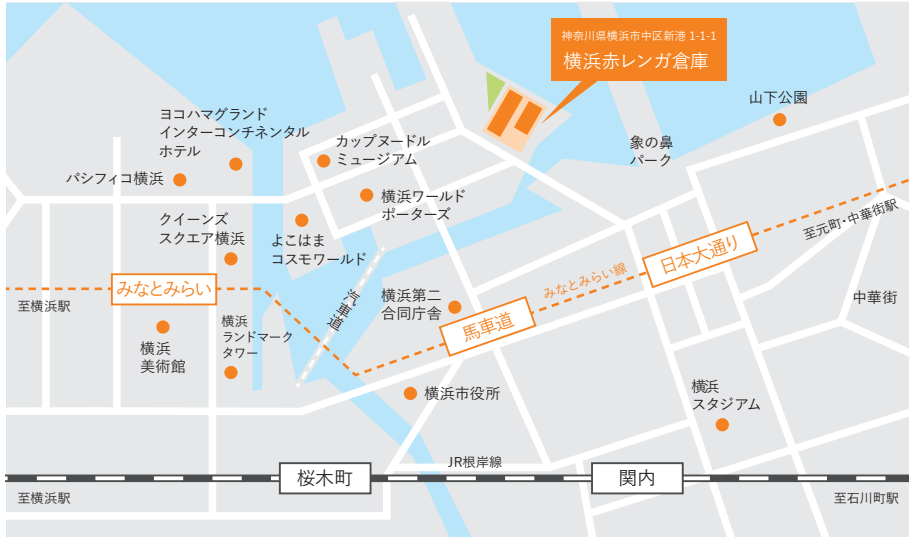 神奈川県横浜市中区新港 1-1-1
横浜赤レンガ倉庫
山下公園
ヨコハマグランド
インターコンチネンタル
ホテル
カップヌードル
ミュージアム
象の鼻
パーク
パシフィコ横浜
横浜ワールド
ポーターズ
クイーンズ
スクエア横浜
よこはま
コスモワールド
至元町・中華街駅
日本大通り
みなとみらい線
みなとみらい
至横浜駅
汽車道
横浜第二
合同庁舎
馬車道
中華街
横浜
美術館
横浜
ランドマーク
タワー
横浜市役所
横浜
スタジアム
JR根岸線
桜木町
関内
至横浜駅
至石川町駅